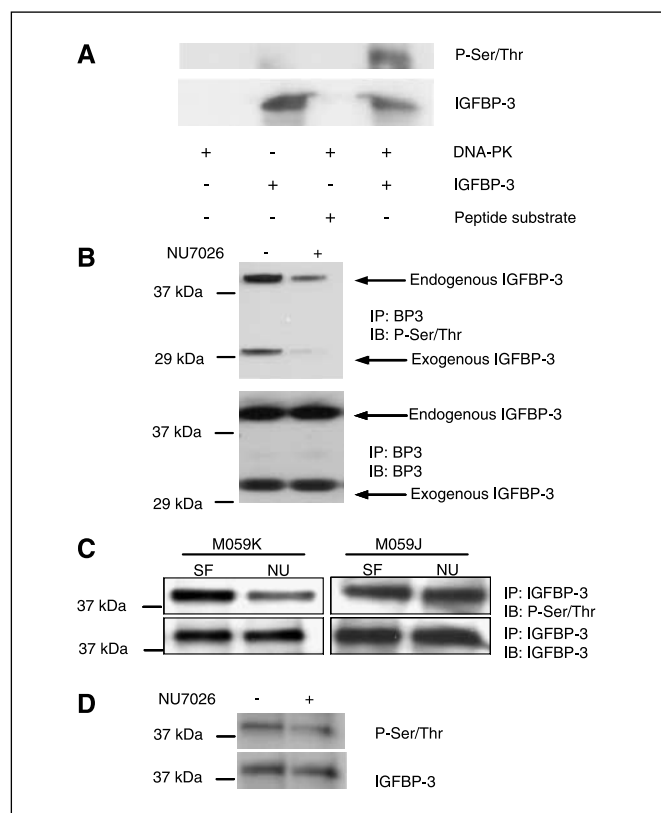 A
P-Ser/Thr
IGFBP-3
+ - + + DNA-PK
- + - + IGFBP-3
- - + - Peptide substrate
B
NU7026 - +
Endogenous IGFBP-3
37 kDa
IP: BP3
IB: P-Ser/Thr
29 kDa
Exogenous IGFBP-3
Endogenous IGFBP-3
37 kDa
IP: BP3
IB: BP3
Exogenous IGFBP-3
29 kDa
C
M059K M059J
SF NU SF NU
IP: IGFBP-3
37 kDa IB: P-Ser/Thr
IP: IGFBP-3
37 kDa IB: IGFBP-3
D
NU7026 - +
37 kDa P-Ser/Thr
37 kDa IGFBP-3